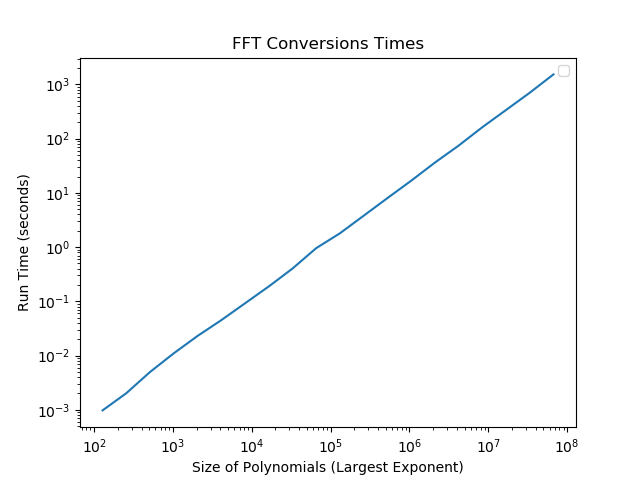 FFT Conversions Times
10³
10²
10¹
10⁰
10⁻¹
10⁻²
10⁻³
Run Time (seconds)
10² 10³ 10⁴ 10⁵ 10⁶ 10⁷ 10⁸
Size of Polynomials (Largest Exponent)